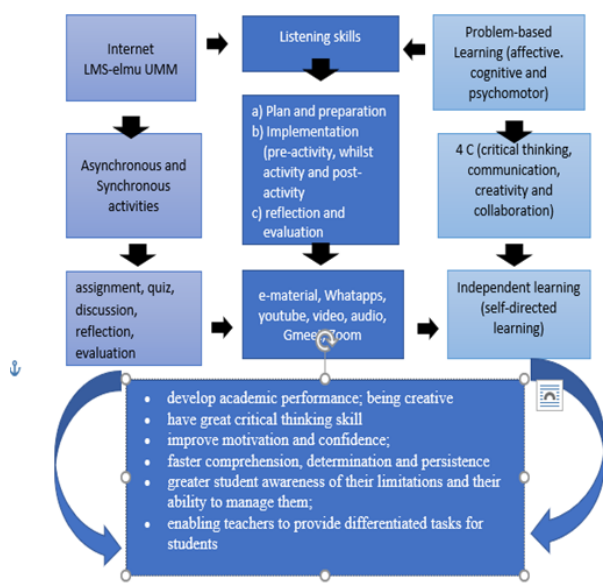 Internet
LMS-elmu UMM
Listening skills
Problem-based
Learning (affective.
cognitive and
psychomotor)
Asynchronous and
Synchronous
activities
a) Plan and preparation
b) Implementation
(pre-activity, whilst
activity and post-
activity
c) reflection and
evaluation
4 C (critical thinking,
communication,
creativity and
collaboration)
assignment, quiz,
discussion,
reflection,
evaluation
e-material, Whatapps,
youtube, video, audio,
Gmeet, Zoom
Independent learning
(self-directed
learning)
• develop academic performance; being creative
• have great critical thinking skill
• improve motivation and confidence;
• faster comprehension, determination and persistence
• greater student awareness of their limitations and their
ability to manage them;
• enabling teachers to provide differentiated tasks for
students